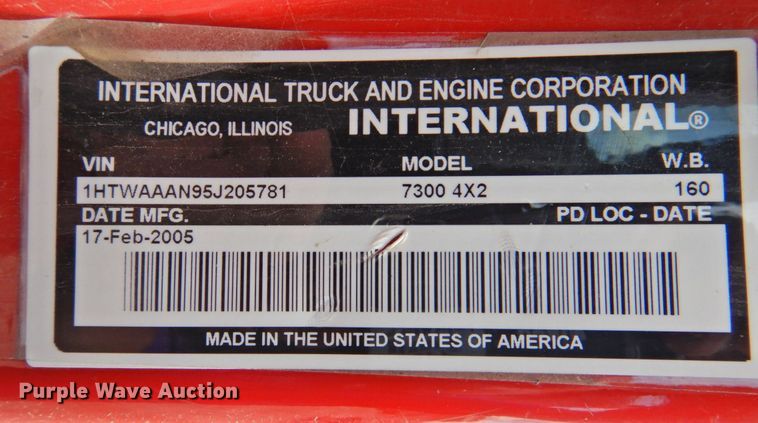 INTERNATIONAL TRUCK AND ENGINE CORPORATION
CHICAGO, ILLINOIS INTERNATIONAL®
VIN MODEL W.B.
1HTWAAAN95J205781 7300 4X2 160
DATE MFG. PD LOC - DATE
17-Feb-2005
MADE IN THE UNITED STATES OF AMERICA
Purple Wave Auction